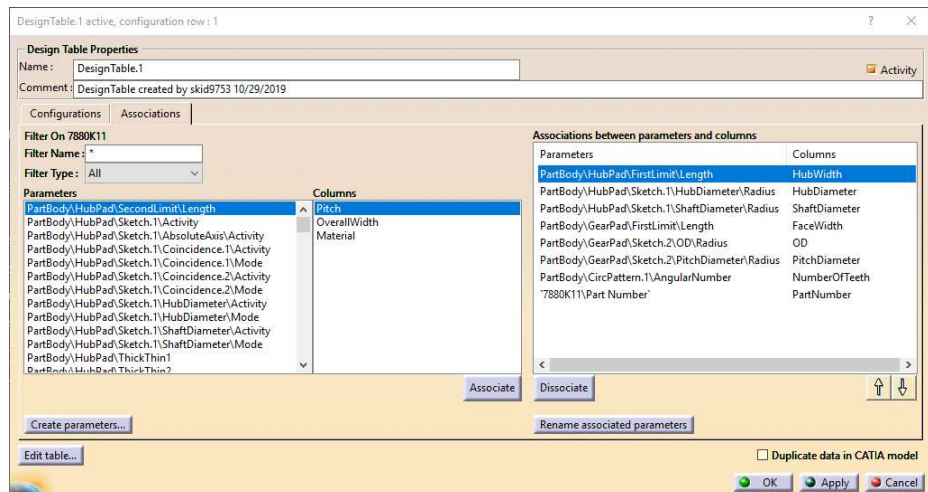 DesignTable.1 active, configuration row : 1
? ×
Design Table Properties
Name : DesignTable.1
Activity
Comment : DesignTable created by skid9753 10/29/2019
Configurations Associations
Filter On 7880K11
Filter Name : *
Filter Type : All
Parameters
PartBody\HubPad\SecondLimit\Length
PartBody\HubPad\Sketch.1\Activity
PartBody\HubPad\Sketch.1\AbsoluteAxis\Activity
PartBody\HubPad\Sketch.1\Coincidence.1\Activity
PartBody\HubPad\Sketch.1\Coincidence.1\Mode
PartBody\HubPad\Sketch.1\Coincidence.2\Activity
PartBody\HubPad\Sketch.1\Coincidence.2\Mode
PartBody\HubPad\Sketch.1\HubDiameter\Activity
PartBody\HubPad\Sketch.1\HubDiameter\Mode
PartBody\HubPad\Sketch.1\ShaftDiameter\Activity
PartBody\HubPad\Sketch.1\ShaftDiameter\Mode
PartBody\HubPad\ThickThin1
PartBody\HubPad\ThickThin2
Columns
Pitch
OverallWidth
Material
Associate
Create parameters...
Associations between parameters and columns
Parameters Columns
PartBody\HubPad\FirstLimit\Length HubWidth
PartBody\HubPad\Sketch.1\HubDiameter\Radius HubDiameter
PartBody\HubPad\Sketch.1\ShaftDiameter\Radius ShaftDiameter
PartBody\GearPad\FirstLimit\Length FaceWidth
PartBody\GearPad\Sketch.2\OD\Radius OD
PartBody\GearPad\Sketch.2\PitchDiameter\Radius PitchDiameter
PartBody\CircPattern.1\AngularNumber NumberOfTeeth
`7880K11\Part Number` PartNumber
Dissociate
Rename associated parameters
Edit table...
Duplicate data in CATIA model
OK Apply Cancel